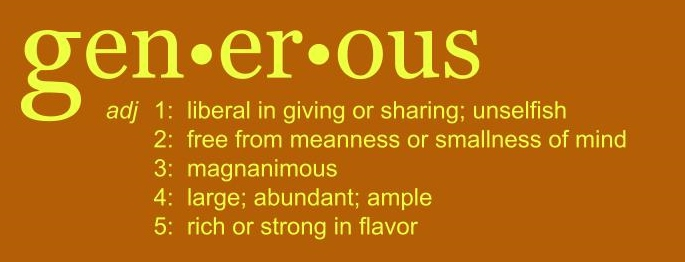 gen•er•ous
adj 1: liberal in giving or sharing; unselfish
2: free from meanness or smallness of mind
3: magnanimous
4: large; abundant; ample
5: rich or strong in flavor